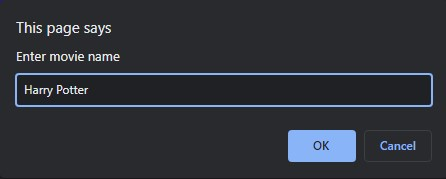 This page says
Enter movie name
Harry Potter
OK Cancel